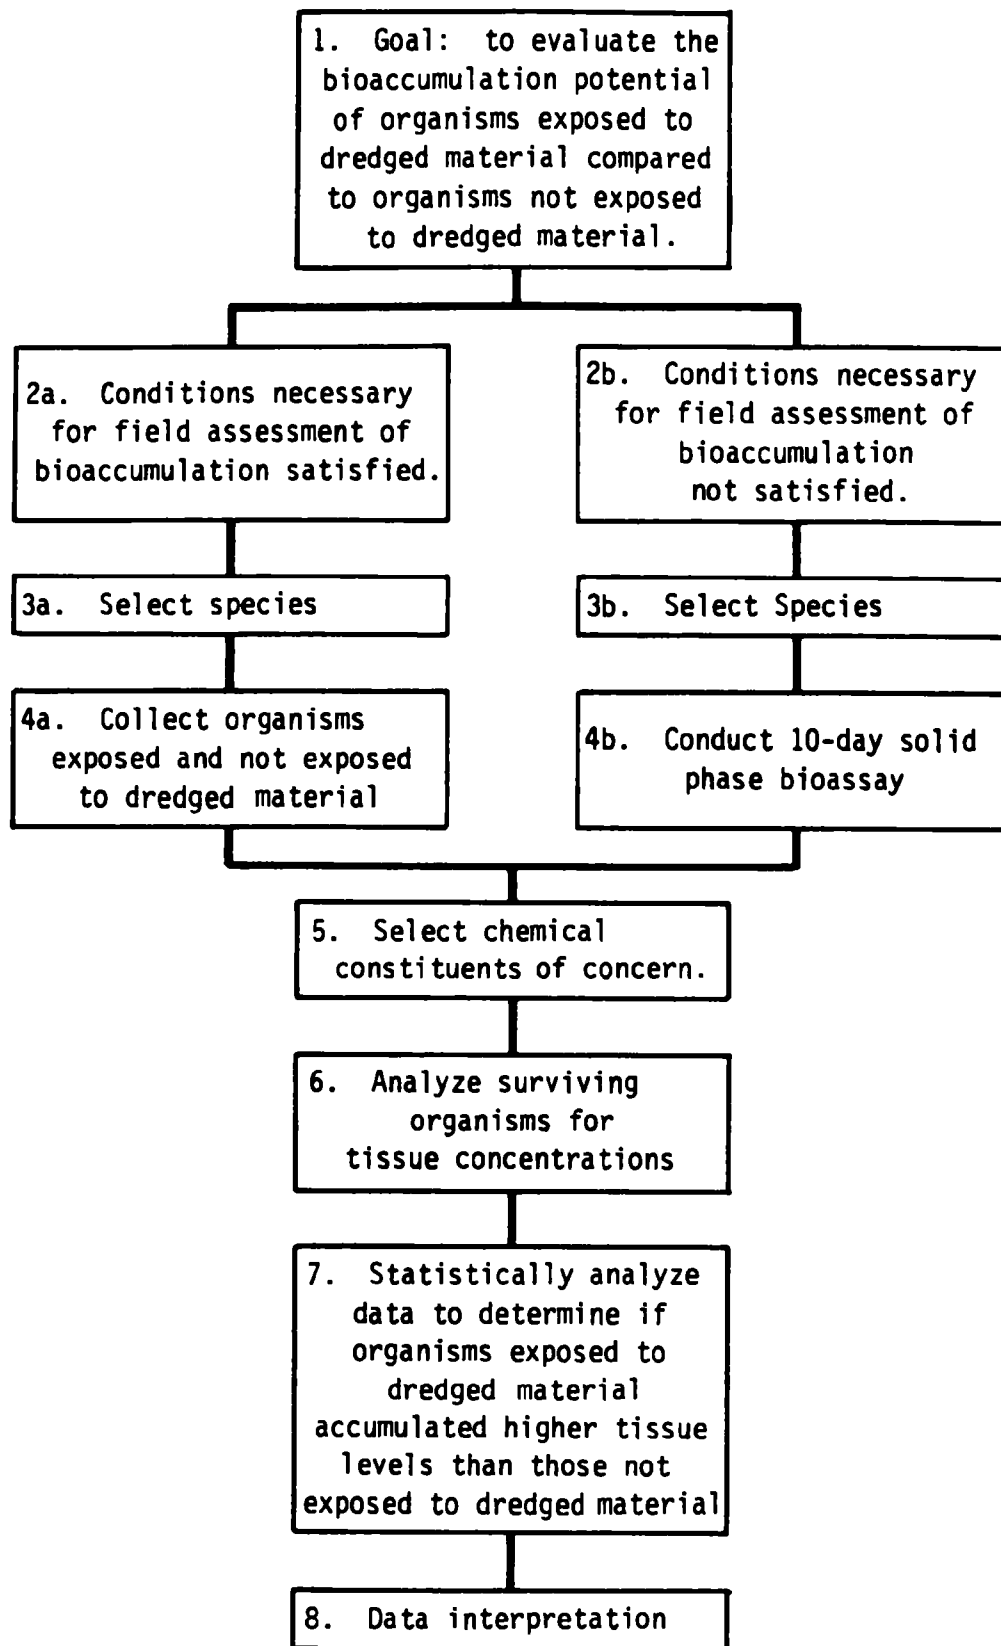 1. Goal: to evaluate the
bioaccumulation potential
of organisms exposed to
dredged material compared
to organisms not exposed
to dredged material.
2a. Conditions necessary
for field assessment of
bioaccumulation satisfied.
2b. Conditions necessary
for field assessment of
bioaccumulation
not satisfied.
3a. Select species
3b. Select Species
4a. Collect organisms
exposed and not exposed
to dredged material
4b. Conduct 10-day solid
phase bioassay
5. Select chemical
constituents of concern.
6. Analyze surviving
organisms for
tissue concentrations
7. Statistically analyze
data to determine if
organisms exposed to
dredged material
accumulated higher tissue
levels than those not
exposed to dredged material
8. Data interpretation